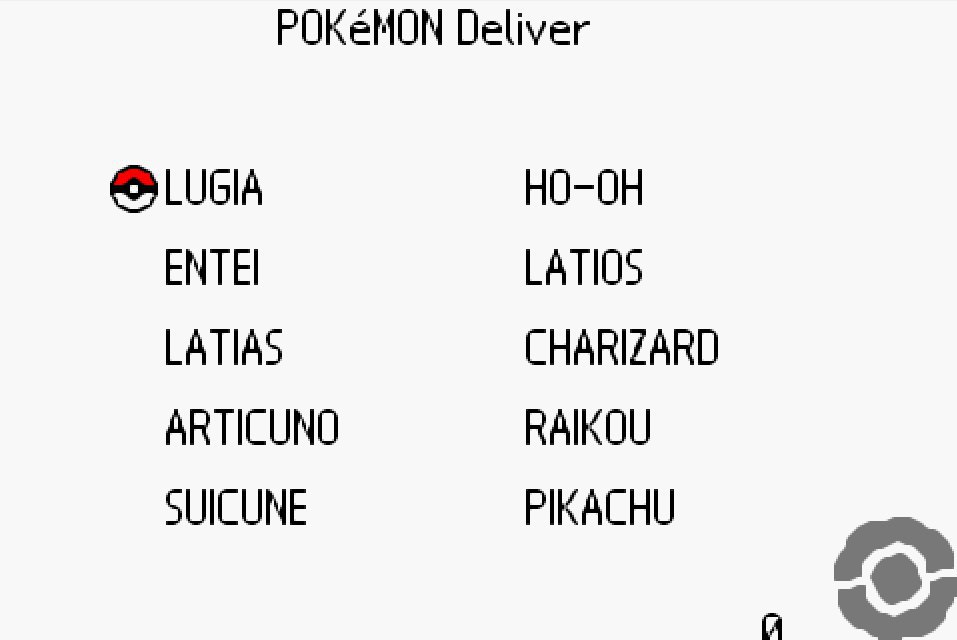 POKéMON Deliver
LUGIA HO-OH
ENTEI LATIOS
LATIAS CHARIZARD
ARTICUNO RAIKOU
SUICUNE PIKACHU
0